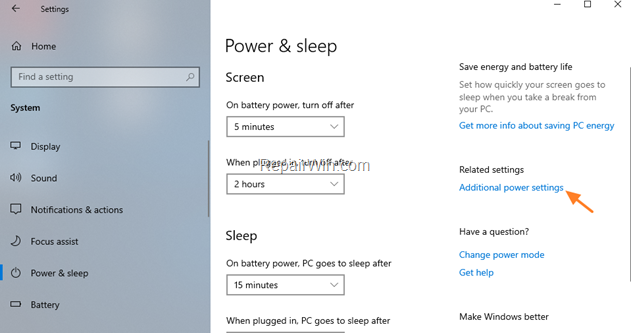 Settings
Home
Find a setting
System
Display
Sound
Notifications & actions
Focus assist
Power & sleep
Battery
Power & sleep
Screen
On battery power, turn off after
5 minutes
When plugged in, turn off after
RepairWin.com
2 hours
Sleep
On battery power, PC goes to sleep after
15 minutes
When plugged in, PC goes to sleep after
Save energy and battery life
Set how quickly your screen goes to
sleep when you take a break from
your PC.
Get more info about saving PC energy
Related settings
Additional power settings
Have a question?
Change power mode
Get help
Make Windows better